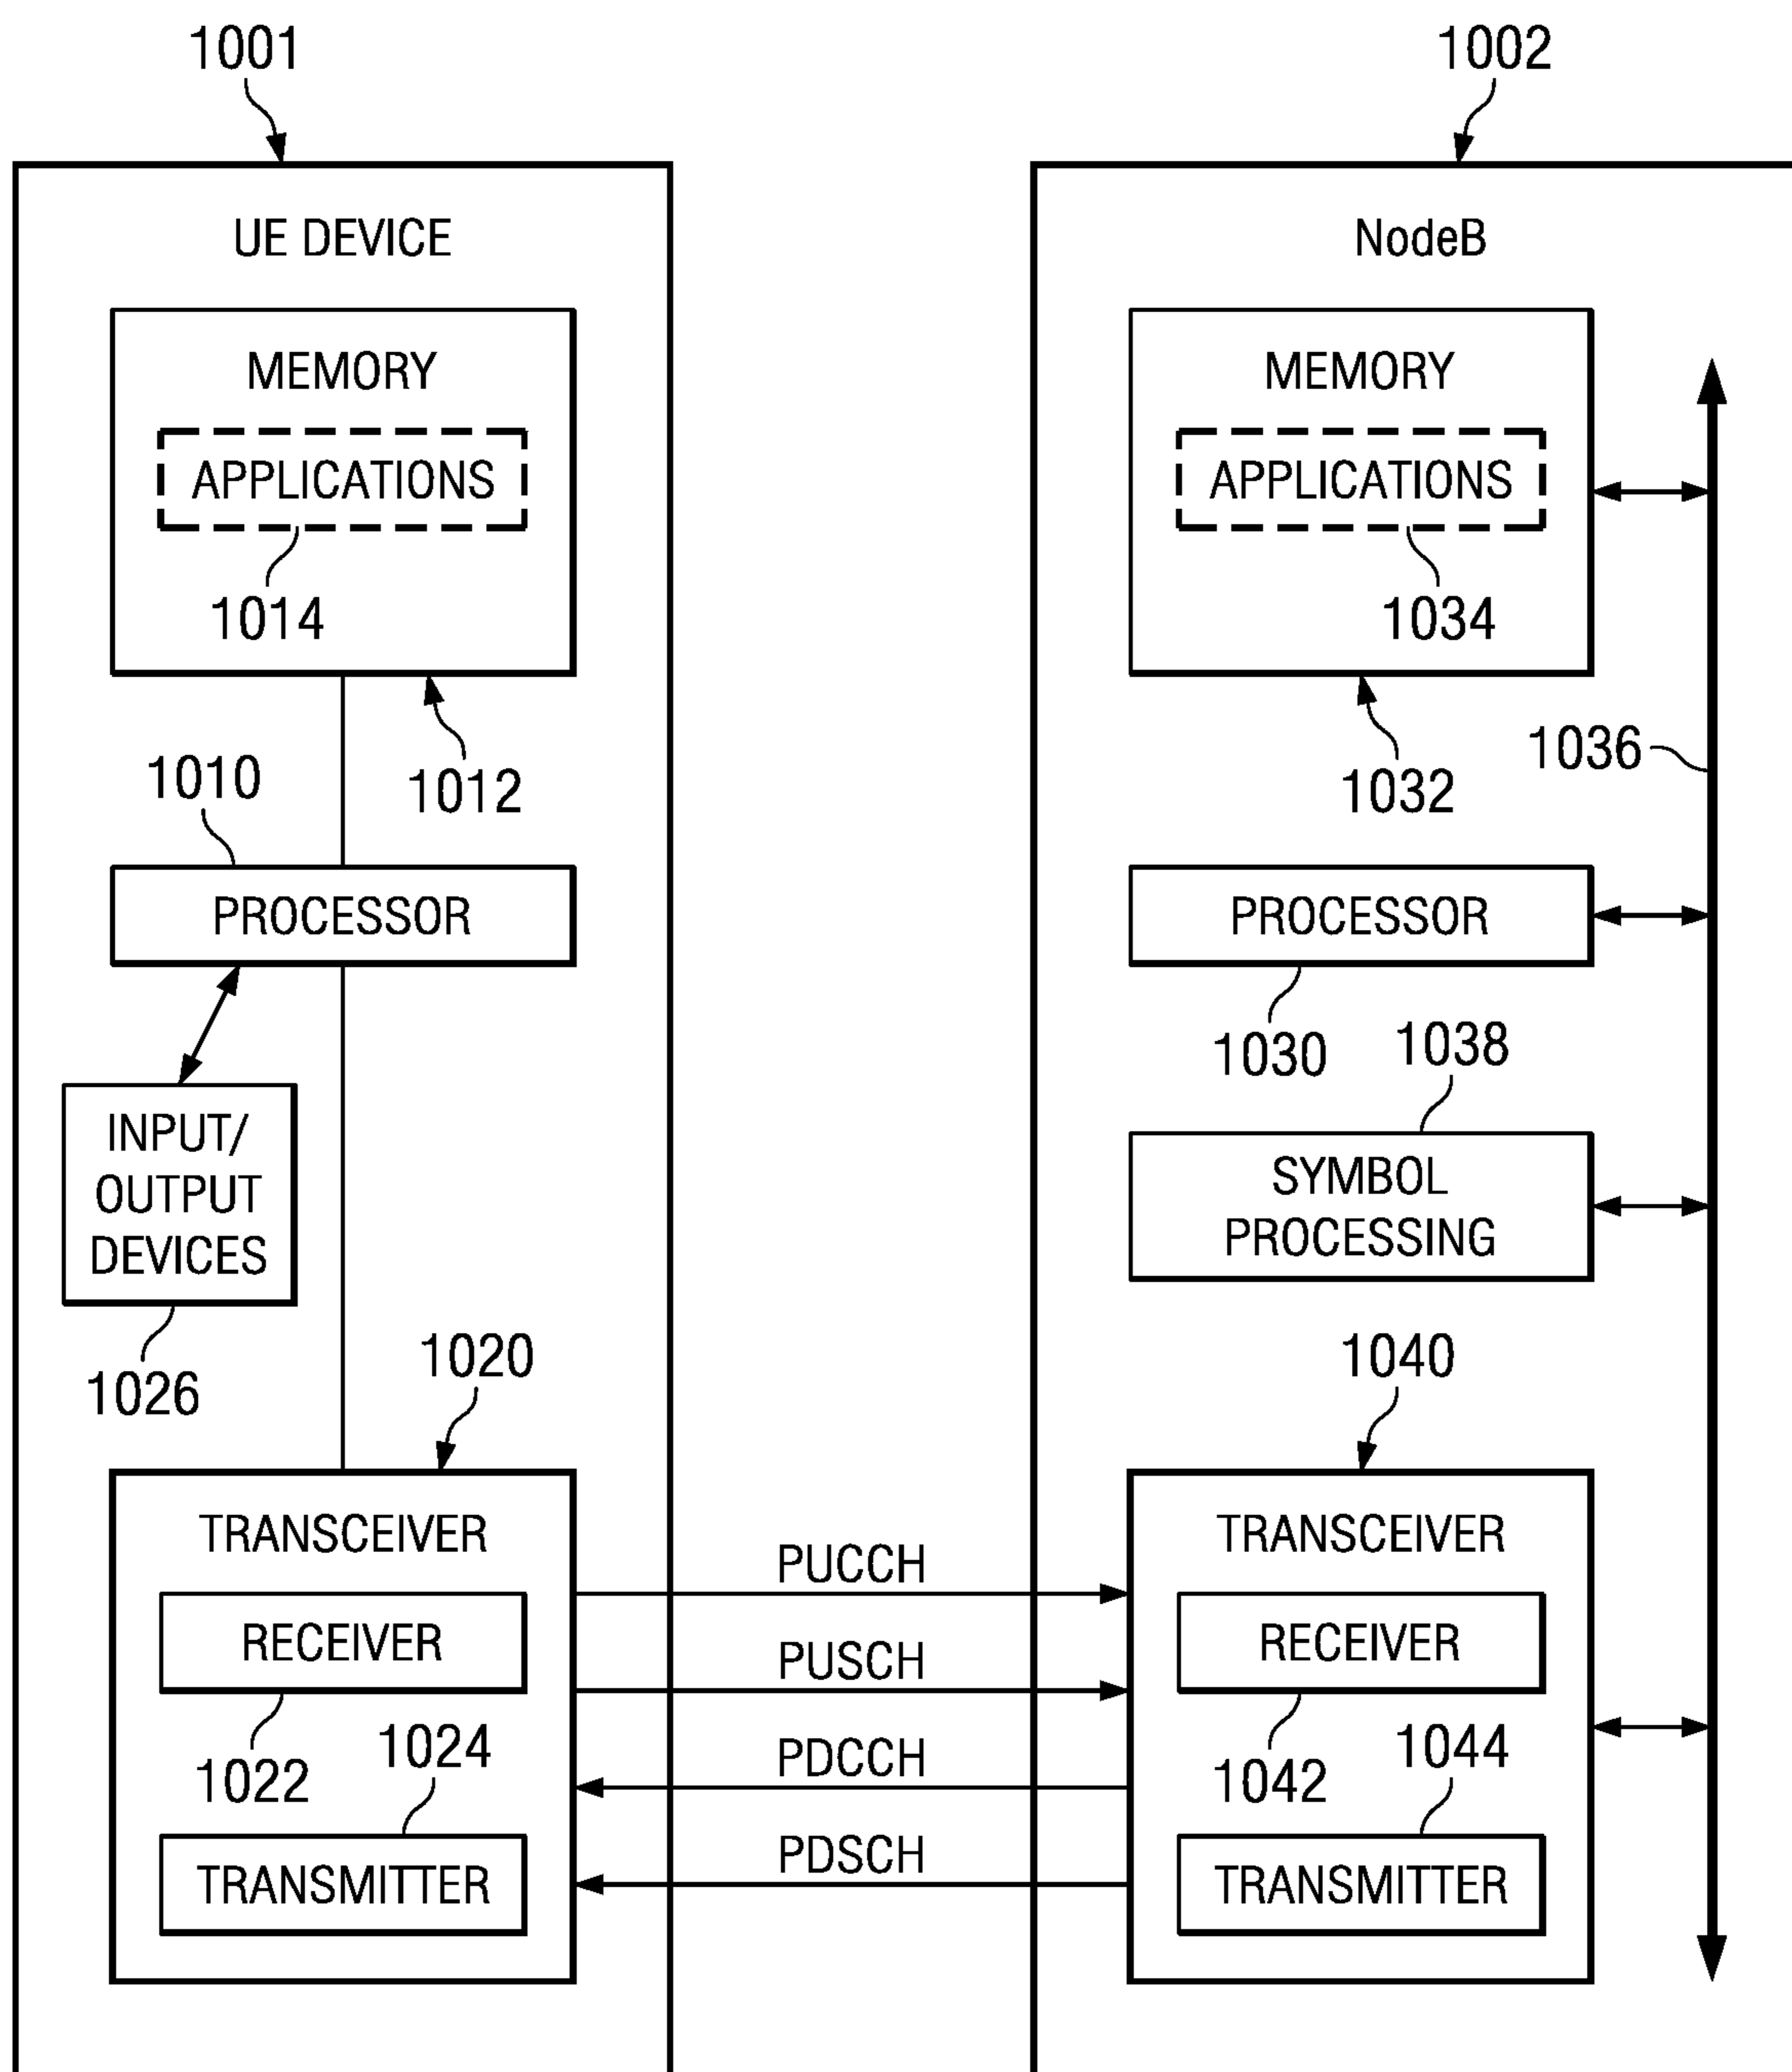 1001
1002
UE DEVICE
NodeB
MEMORY
APPLICATIONS
1014
MEMORY
APPLICATIONS
1034
1036
1010
1012
1032
PROCESSOR
PROCESSOR
1030
1038
INPUT/
OUTPUT
DEVICES
1026
SYMBOL
PROCESSING
1020
1040
TRANSCEIVER
RECEIVER
1022
1024
TRANSMITTER
PUCCH
PUSCH
PDCCH
PDSCH
TRANSCEIVER
RECEIVER
1042
1044
TRANSMITTER